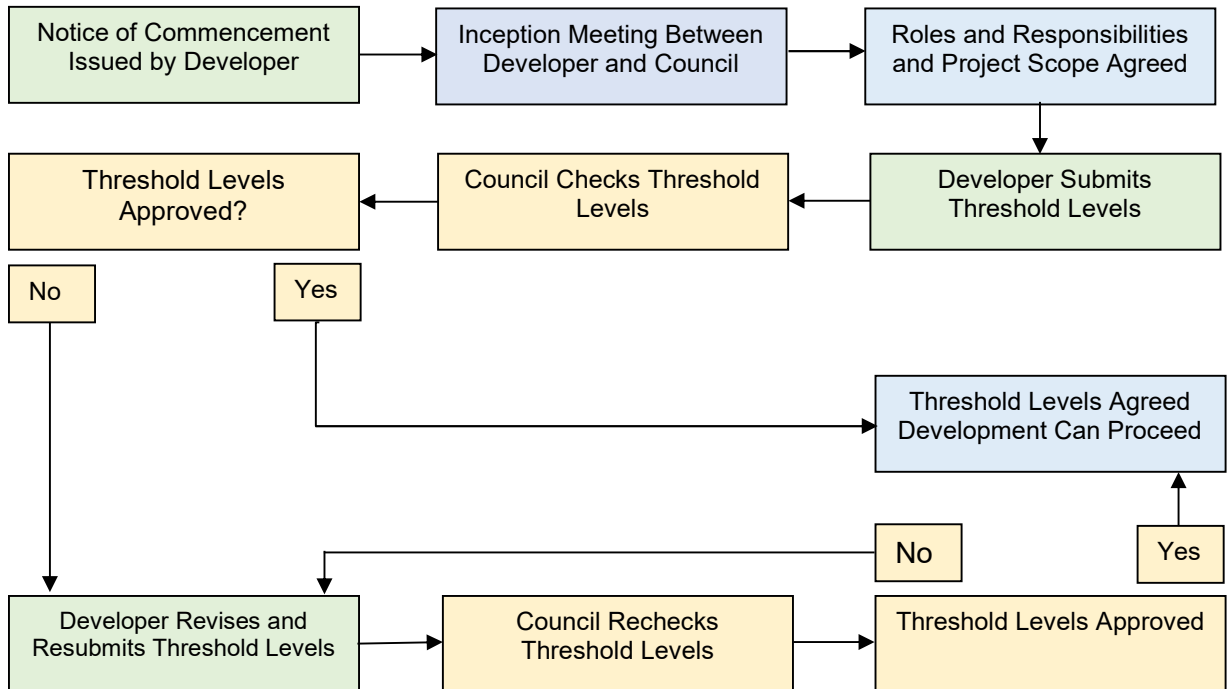 Notice of Commencement
Issued by Developer
Inception Meeting Between
Developer and Council
Roles and Responsibilities
and Project Scope Agreed
Developer Submits
Threshold Levels
Council Checks Threshold
Levels
Threshold Levels
Approved?
No
Yes
Threshold Levels Agreed
Development Can Proceed
No
Yes
Developer Revises and
Resubmits Threshold Levels
Council Rechecks
Threshold Levels
Threshold Levels Approved